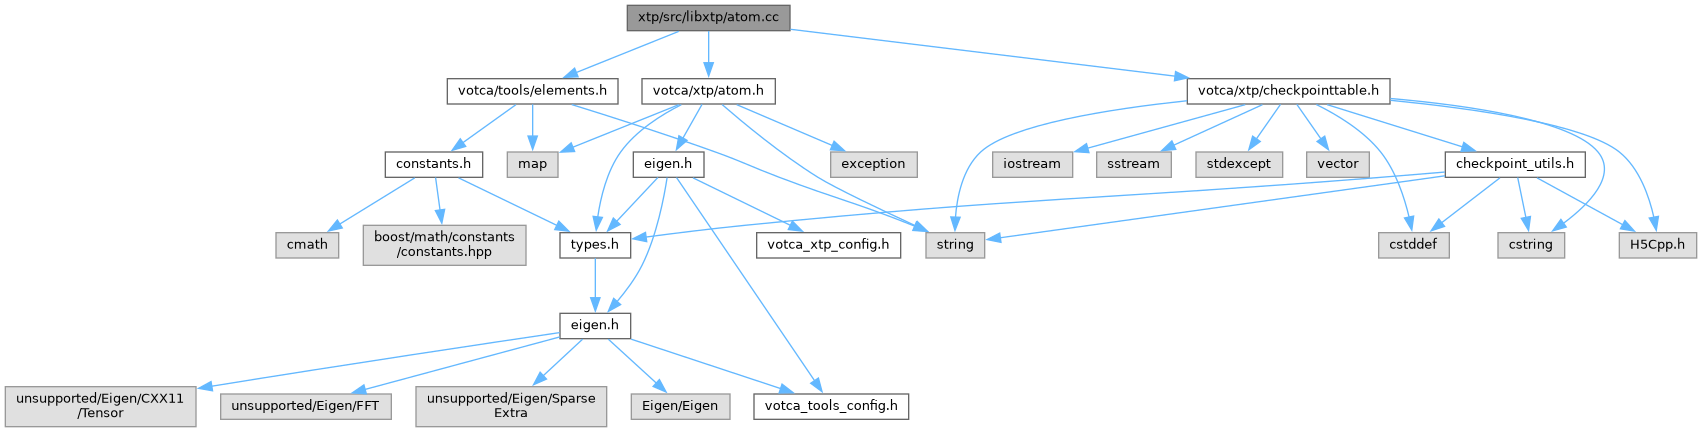 xtp/src/libxtp/atom.cc
votca/tools/elements.h
votca/xtp/atom.h
votca/xtp/checkpointtable.h
constants.h
map
eigen.h
exception
iostream
sstream
stdexcept
vector
checkpoint_utils.h
cmath
boost/math/constants
/constants.hpp
types.h
votca_xtp_config.h
string
cstddef
cstring
H5Cpp.h
eigen.h
unsupported/Eigen/CXX11
/Tensor
unsupported/Eigen/FFT
unsupported/Eigen/Sparse
Extra
Eigen/Eigen
votca_tools_config.h